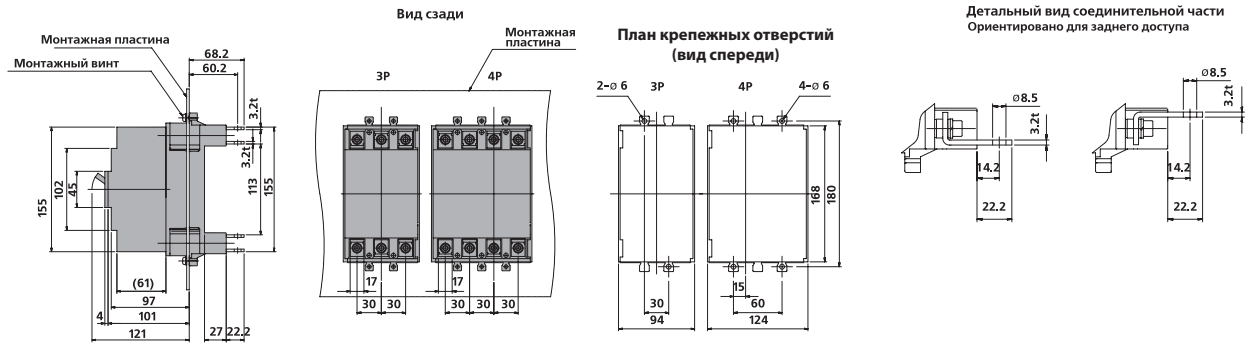 Вид сзади
Детальный вид соединительной части
Ориентировано для заднего доступа
Монтажная пластина
Монтажный винт
68.2
60.2
3.2t
3.2t
155
102
45
113
155
(61)
97
4
101
121
27
22.2
Монтажная
пластина
3P
4P
17
17
30
30
30
30
План крепежных отверстий
(вид спереди)
2-ø 6
3P
4P
4-ø 6
168
180
15
30
60
94
124
ø8.5
3.2t
14.2
22.2
ø8.5
3.2t
14.2
22.2